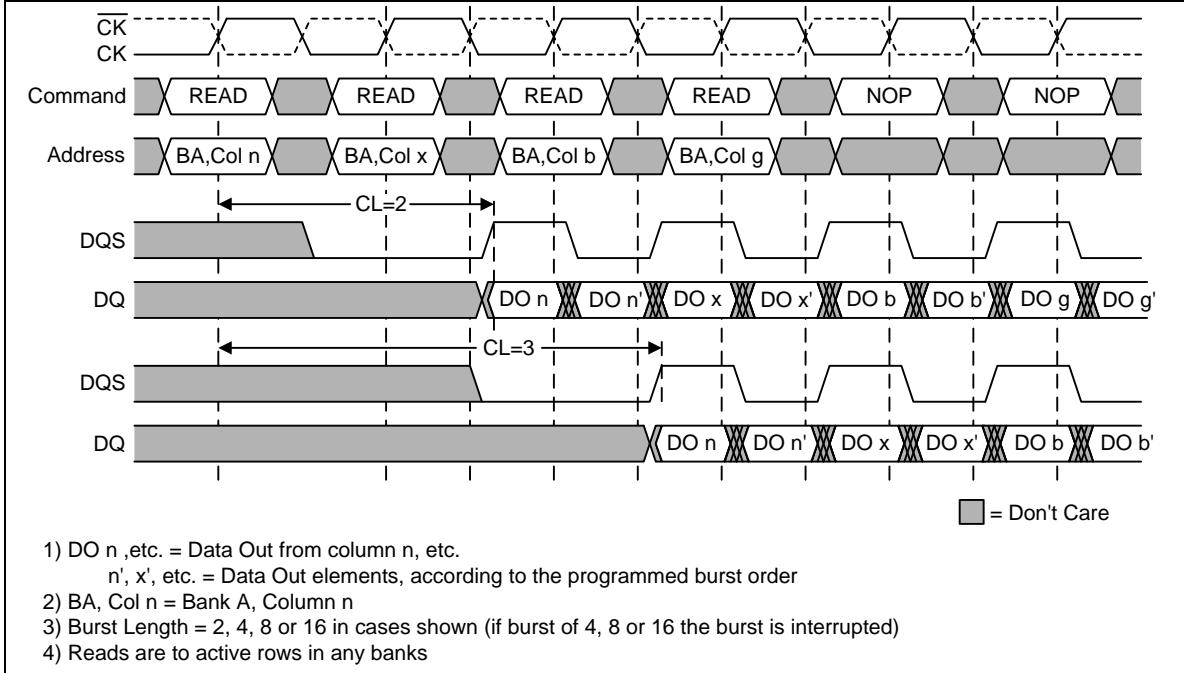 CK
CK
Command READ READ READ READ NOP NOP
Address BA,Col n BA,Col x BA,Col b BA,Col g
CL=2
DQS
DQ DO n DO n' DO x DO x' DO b DO b' DO g DO g'
CL=3
DQS
DQ DO n DO n' DO x DO x' DO b DO b'
= Don't Care
1) DO n ,etc. = Data Out from column n, etc.
n', x', etc. = Data Out elements, according to the programmed burst order
2) BA, Col n = Bank A, Column n
3) Burst Length = 2, 4, 8 or 16 in cases shown (if burst of 4, 8 or 16 the burst is interrupted)
4) Reads are to active rows in any banks